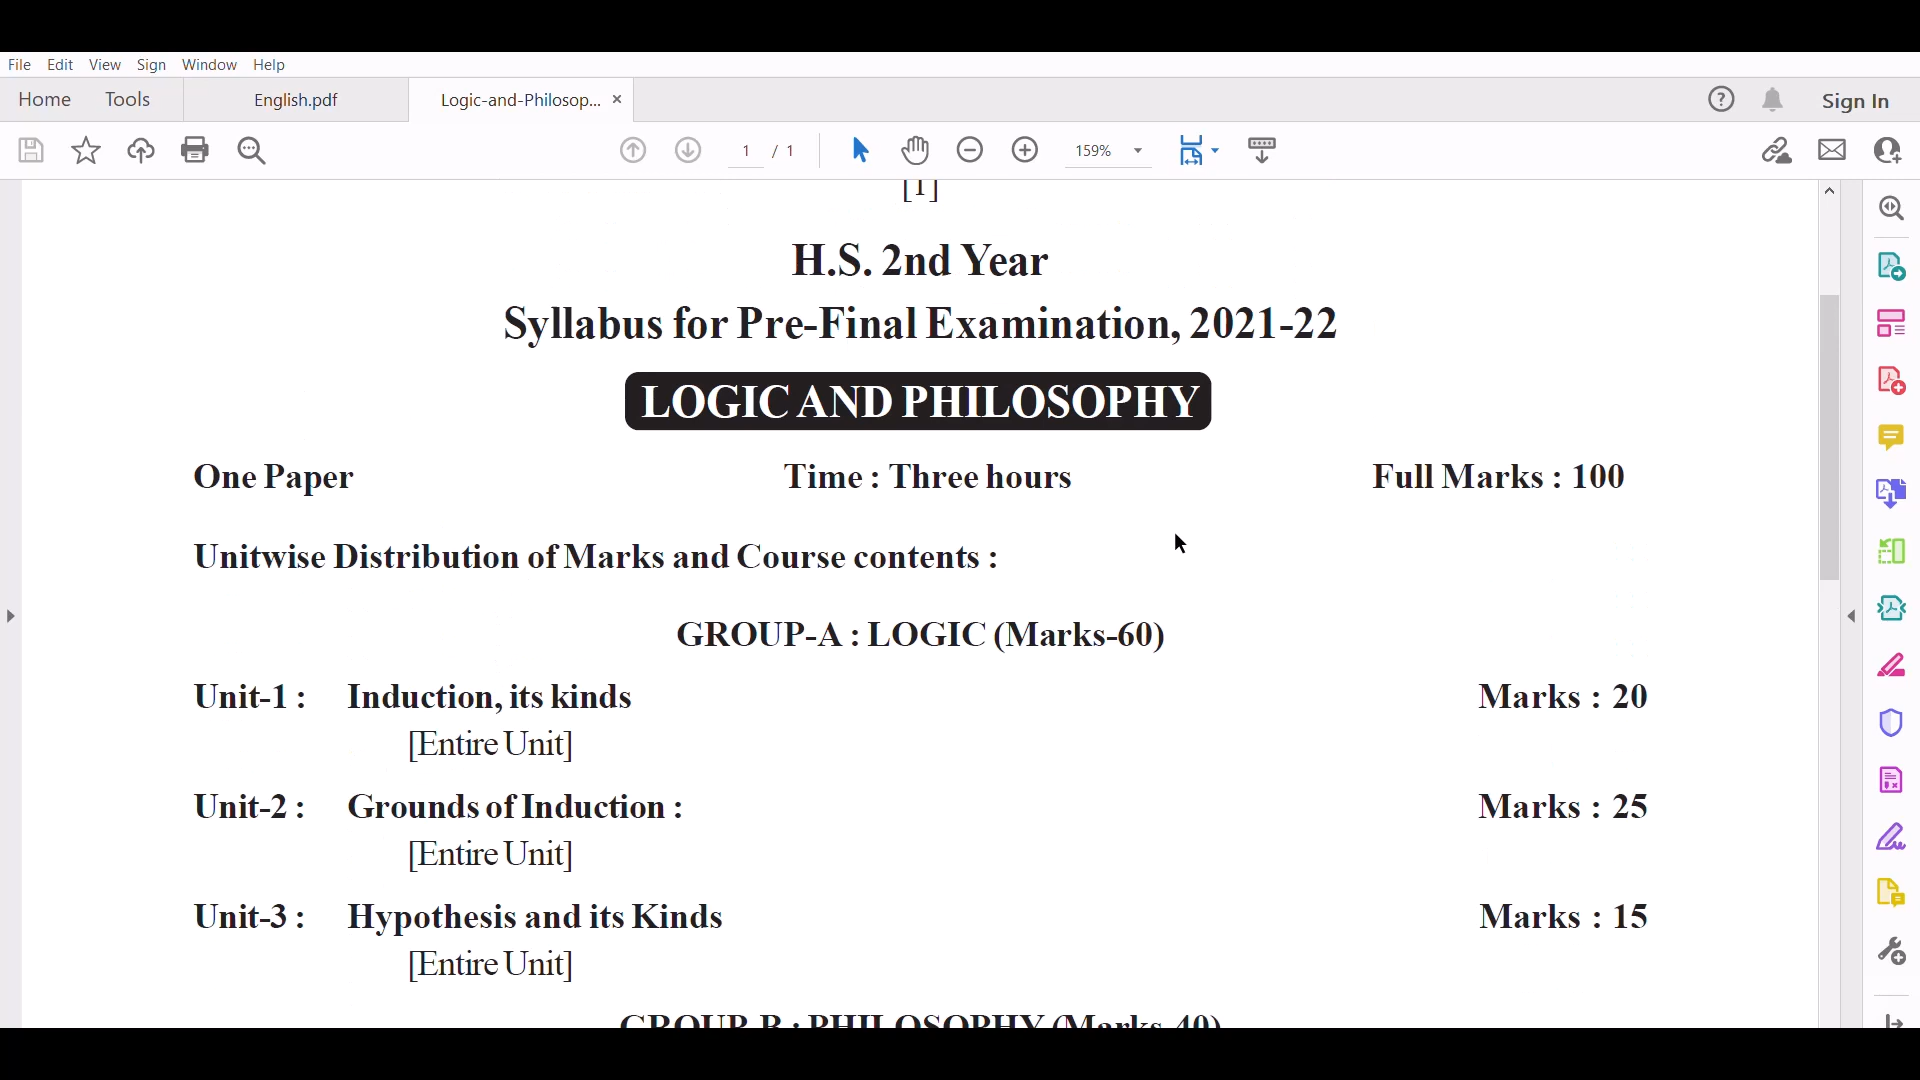 File Edit View Sign Window Help
Home Tools English.pdf Logic-and-Philosop... × Sign In
1 / 1 159%
[1]
H.S. 2nd Year
Syllabus for Pre-Final Examination, 2021-22
LOGIC AND PHILOSOPHY
One Paper Time : Three hours Full Marks : 100
Unitwise Distribution of Marks and Course contents :
GROUP-A : LOGIC (Marks-60)
Unit-1 : Induction, its kinds Marks : 20
[Entire Unit]
Unit-2 : Grounds of Induction : Marks : 25
[Entire Unit]
Unit-3 : Hypothesis and its Kinds Marks : 15
[Entire Unit]
GROUP-B : PHILOSOPHY (Marks-40)